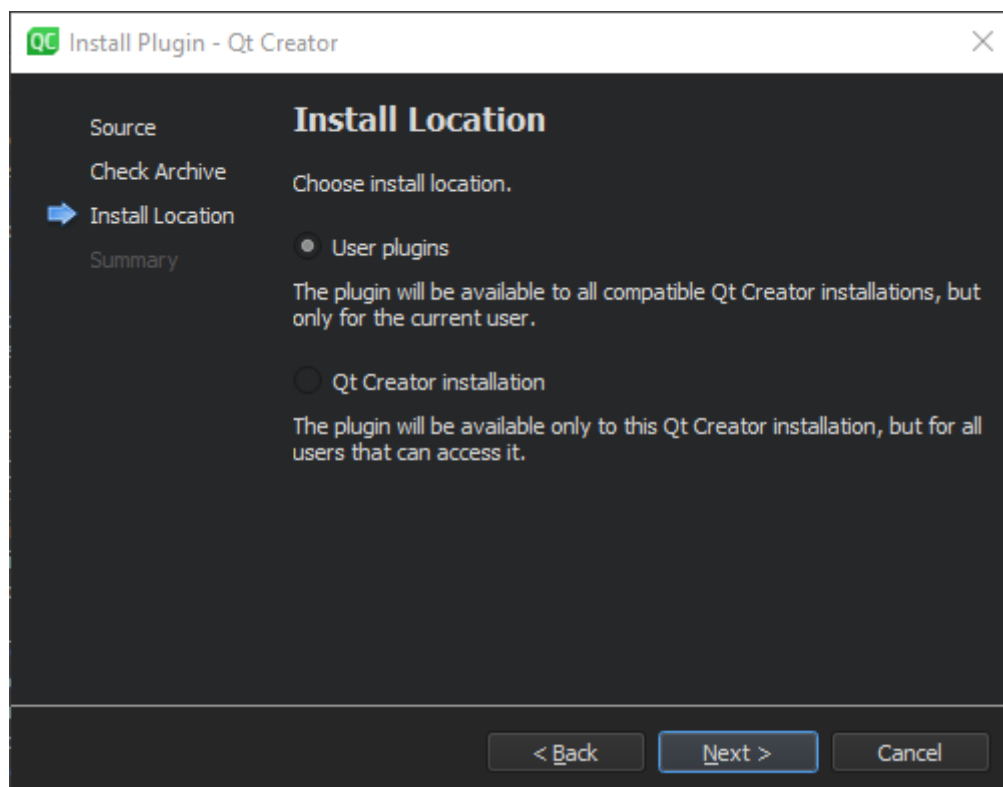 QC Install Plugin - Qt Creator
Source
Check Archive
Install Location
Summary
Install Location
Choose install location.
User plugins
The plugin will be available to all compatible Qt Creator installations, but
only for the current user.
Qt Creator installation
The plugin will be available only to this Qt Creator installation, but for all
users that can access it.
< Back
Next >
Cancel